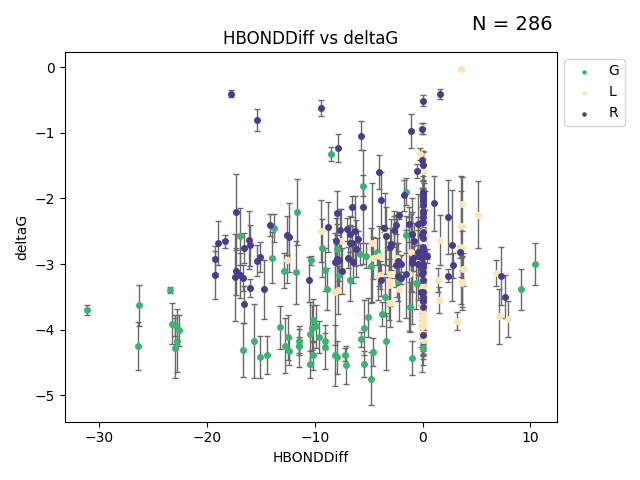 N = 286
HBONDDiff vs deltaG
G
L
R
deltaG
0
−1
−2
−3
−4
−5
−30
−20
−10
0
10
HBONDDiff